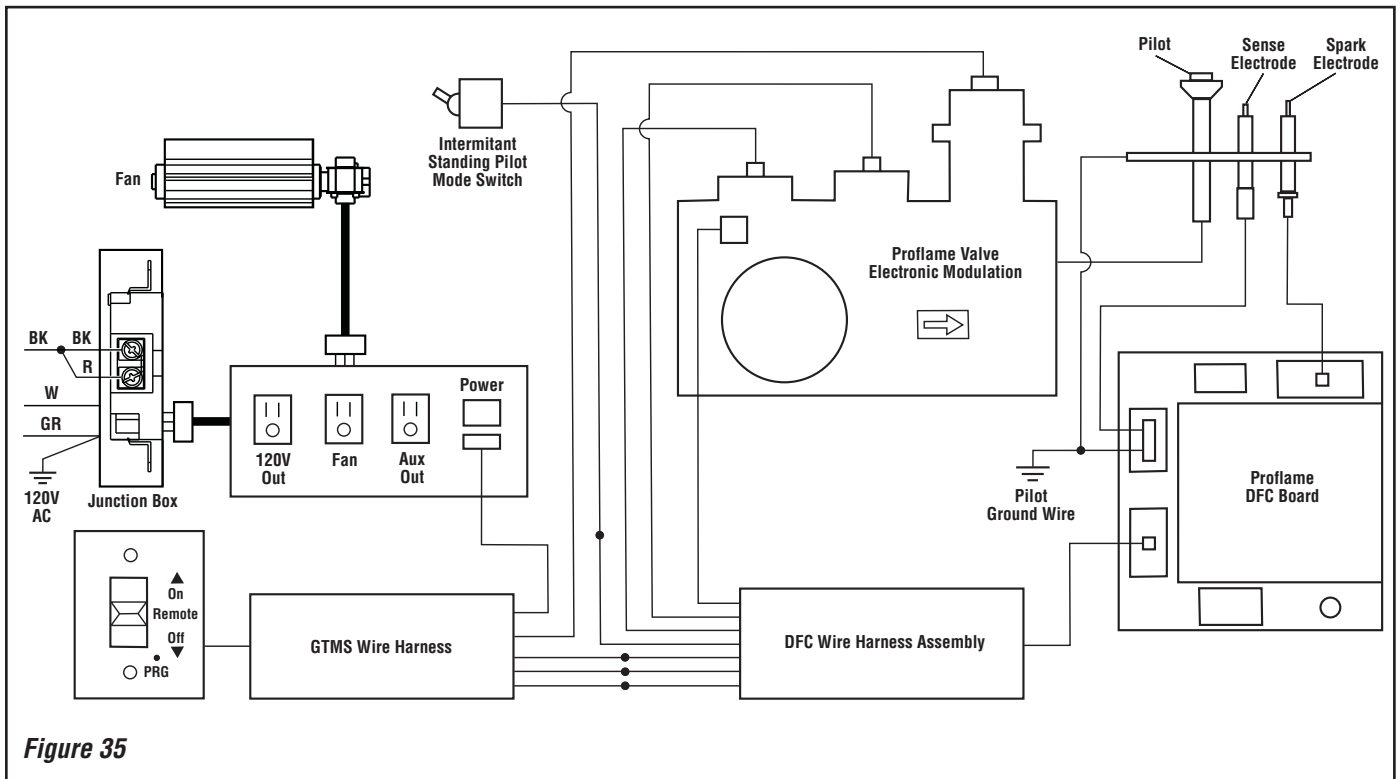 Pilot
Sense
Electrode
Spark
Electrode
Intermitant
Standing Pilot
Mode Switch
Fan
Proflame Valve
Electronic Modulation
BK
BK
R
W
GR
120V
AC
Junction Box
120V
Out
Fan
Aux
Out
Power
Pilot
Ground Wire
Proflame
DFC Board
On
Remote
Off
PRG
GTMS Wire Harness
DFC Wire Harness Assembly
Figure 35